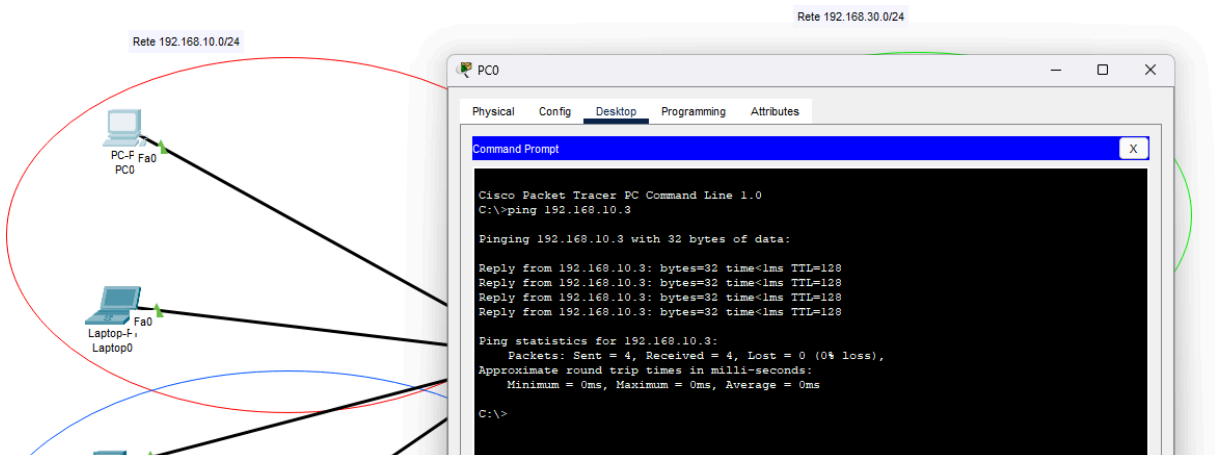 Rete 192.168.30.0/24
Rete 192.168.10.0/24
PC0
Physical Config Desktop Programming Attributes
Command Prompt X
Cisco Packet Tracer PC Command Line 1.0
C:\>ping 192.168.10.3
Pinging 192.168.10.3 with 32 bytes of data:
Reply from 192.168.10.3: bytes=32 time<1ms TTL=128
Reply from 192.168.10.3: bytes=32 time<1ms TTL=128
Reply from 192.168.10.3: bytes=32 time<1ms TTL=128
Reply from 192.168.10.3: bytes=32 time<1ms TTL=128
Ping statistics for 192.168.10.3:
Packets: Sent = 4, Received = 4, Lost = 0 (0% loss),
Approximate round trip times in milli-seconds:
Minimum = 0ms, Maximum = 0ms, Average = 0ms
C:\>
PC-F Fa0
PC0
Fa0
Laptop-F
Laptop0